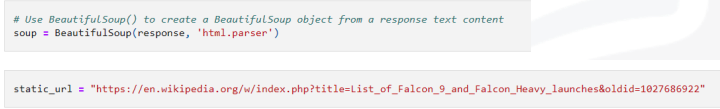 # Use BeautifulSoup() to create a BeautifulSoup object from a response text content
soup = BeautifulSoup(response, 'html.parser')
static_url = "https://en.wikipedia.org/w/index.php?title=List_of_Falcon_9_and_Falcon_Heavy_launches&oldid=1027686922"